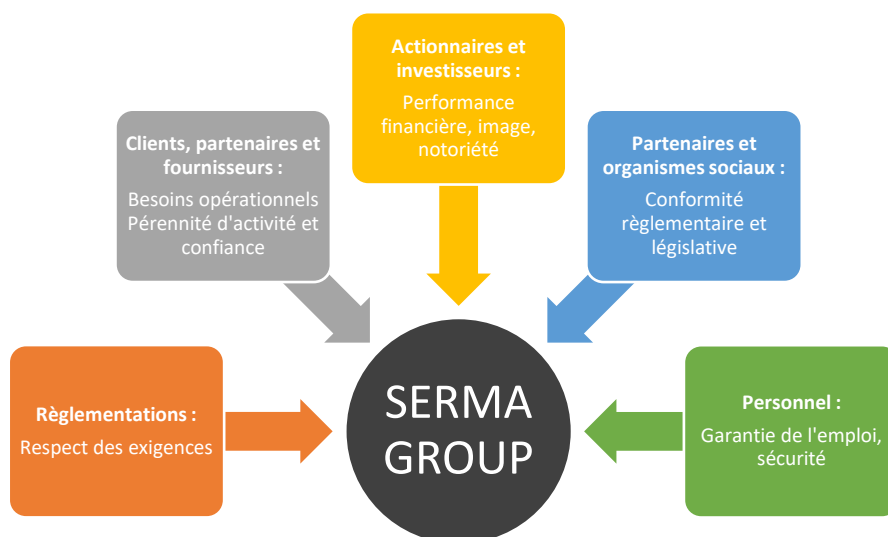 Actionnaires et
investisseurs :
Performance
financière, image,
notoriété
Clients, partenaires et
fournisseurs :
Besoins opérationnels
Pérennité d'activité et
confiance
Partenaires et
organismes sociaux :
Conformité
règlementaire et
législative
Règlementations :
Respect des exigences
SERMA
GROUP
Personnel :
Garantie de l'emploi,
sécurité